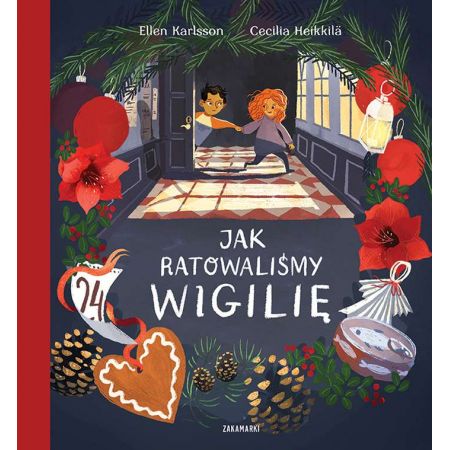 Ellen Karlsson Cecilia Heikkilä
JAK
RATOWALIŚMY
WIGILIĘ
24
ZAKAMARKI